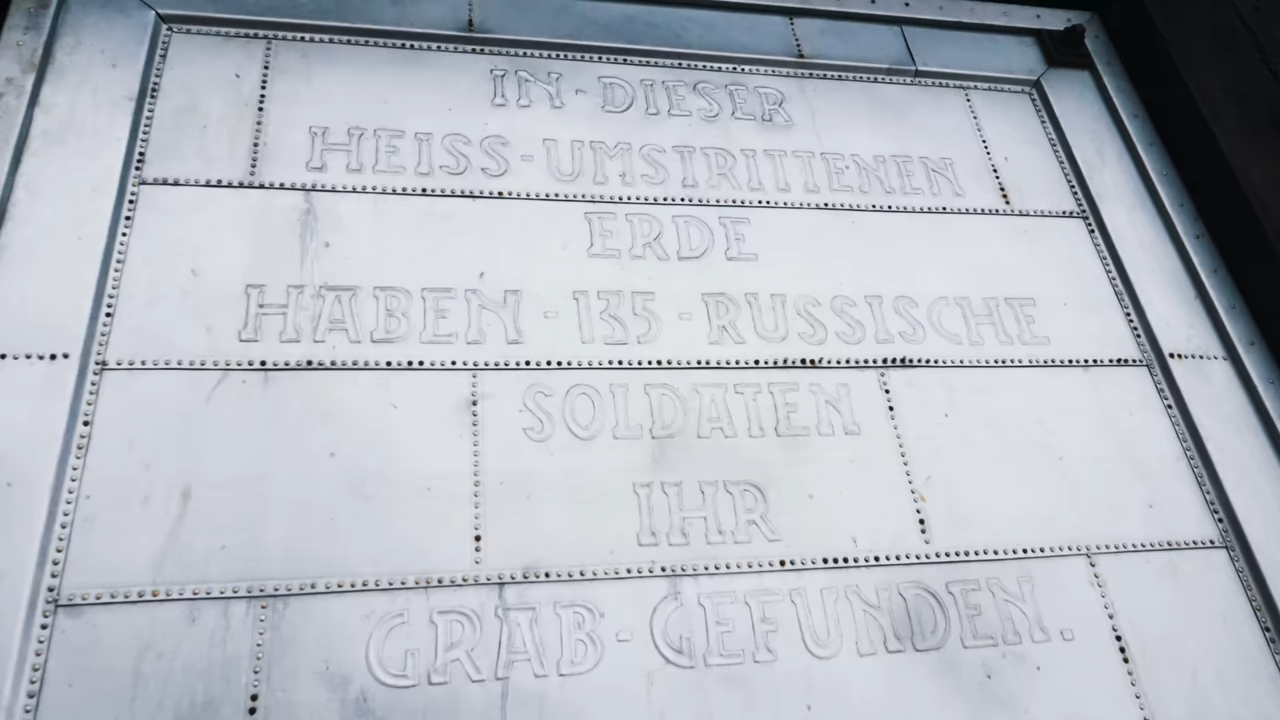 IN-DIESER
HEISS-UMSTRITTENEN
ERDE
HABEN-135-RUSSISCHE
SOLDATEN
IHR
GRAB-GEFUNDEN.